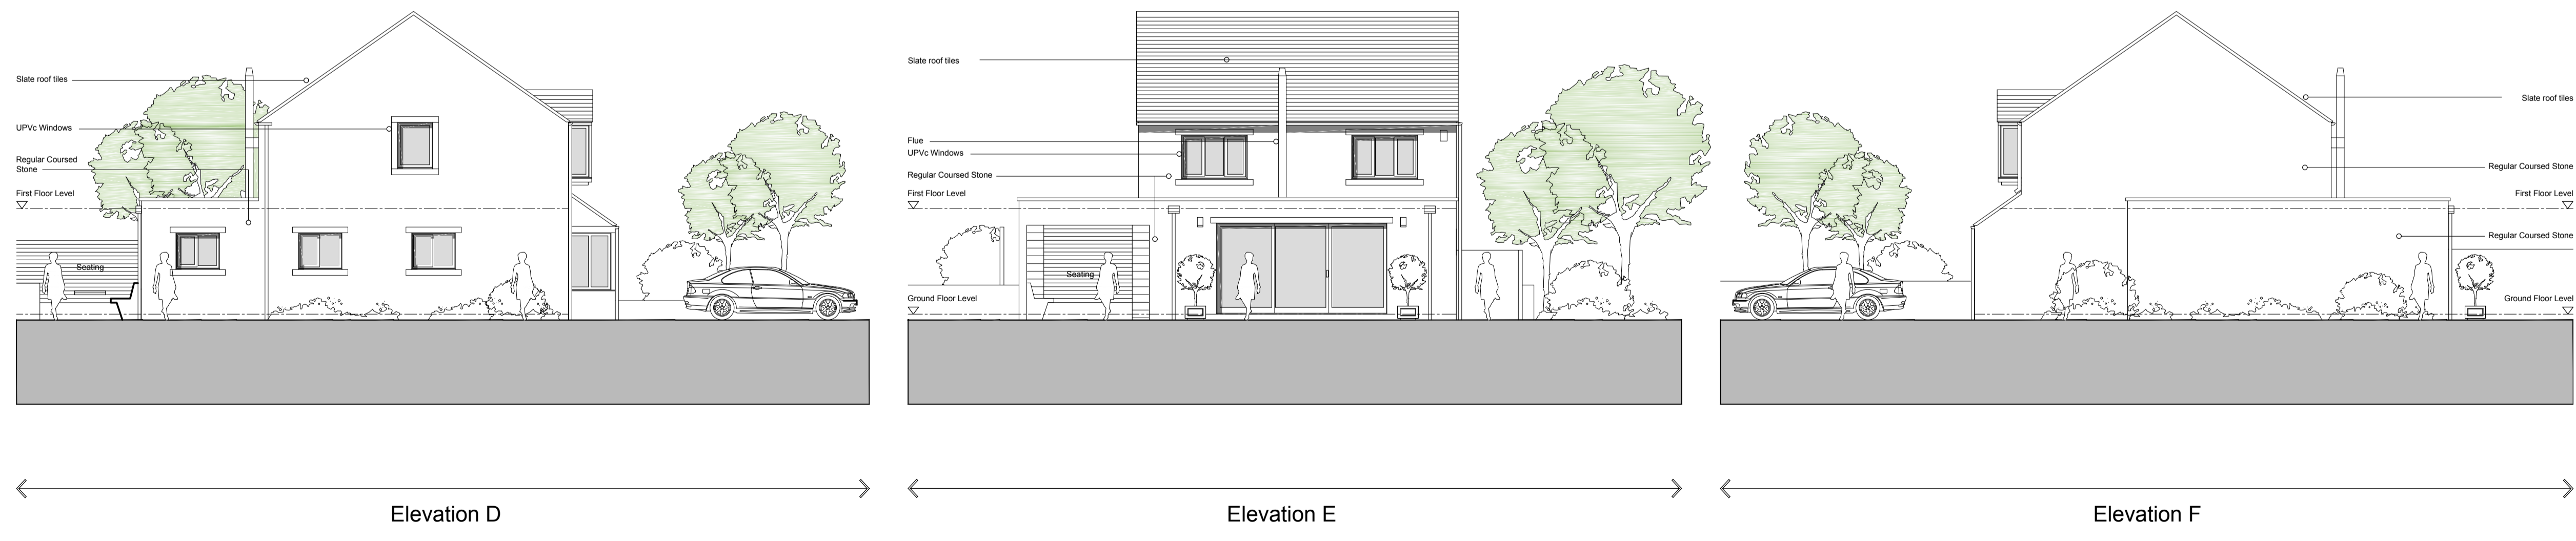 Slate roof tiles
UPVc Windows
Regular Coursed
Stone
First Floor Level
Seating
Elevation D
Slate roof tiles
Flue
UPVc Windows
Regular Coursed Stone
First Floor Level
Seating
Ground Floor Level
Elevation E
Slate roof tiles
Regular Coursed Stone
First Floor Level
Regular Coursed Stone
Ground Floor Level
Elevation F